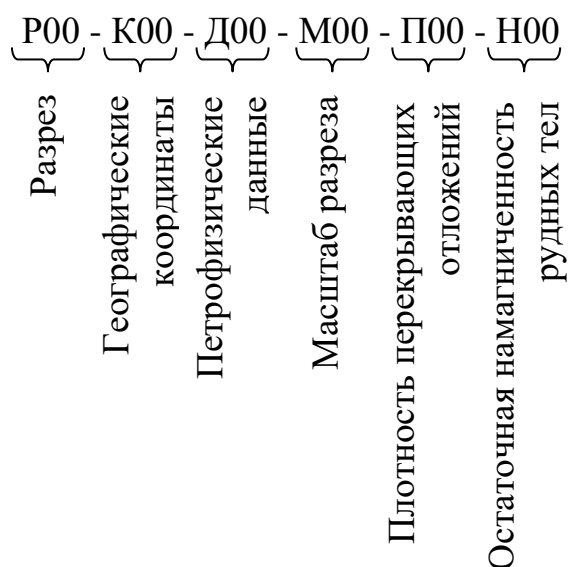 Р00 - К00 - Д00 - М00 - П00 - Н00
Разрез
Географические
координаты
Петрофизические
данные
Масштаб разреза
Плотность перекрывающих
отложений
Остаточная намагниченность
рудных тел